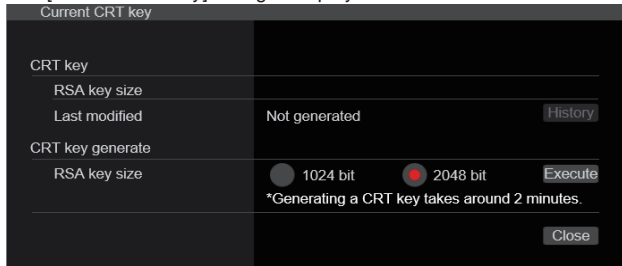 Current CRT key
CRT key
RSA key size
Last modified Not generated History
CRT key generate
RSA key size 1024 bit 2048 bit Execute
*Generating a CRT key takes around 2 minutes.
Close